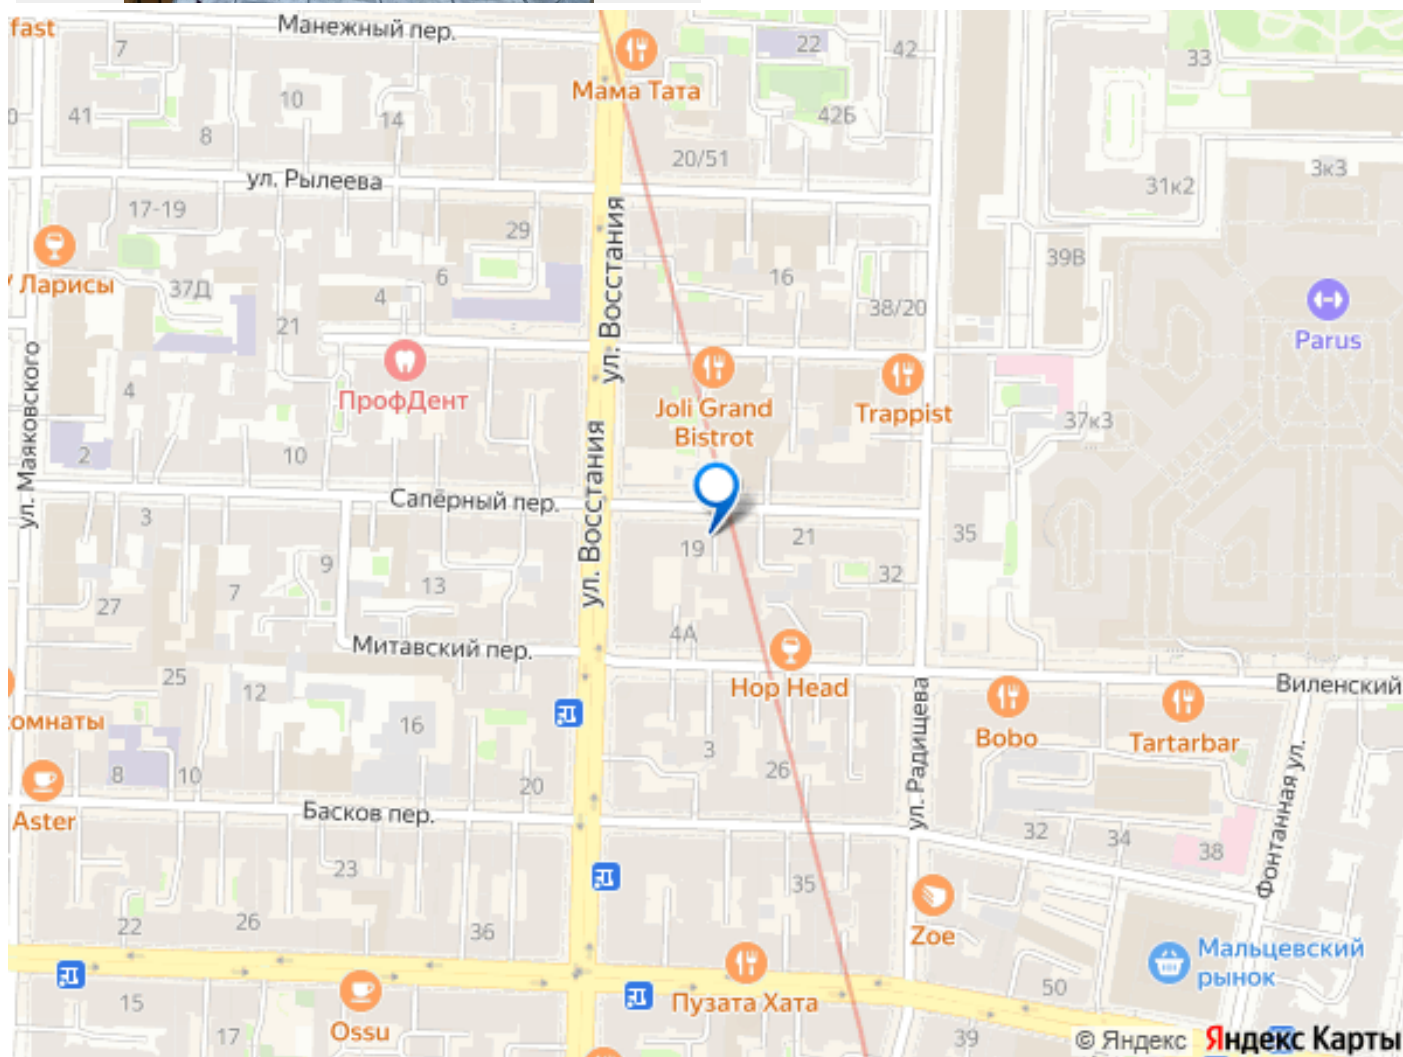 fast
Манежный пер.
7
22
42
33
Мама Тата
10
41
14
42Б
8
20/51
3к3
ул. Рылеева
31к2
17-19
29
39В
Ларисы
37Д
6
16
4
38/20
21
ул. Восстания
Parus
ул. Маяковского
ПрофДент
4
Joli Grand
Bistrot
Trappist
37к3
2
10
ул. Восстания
Сапёрный пер.
3
19
21
35
9
32
7
13
27
4А
Митавский пер.
25
12
Hop Head
Виленский
ул. Радищева
омнаты
16
3
Bobo
Tartarbar
26
8
10
20
Фонтанная ул.
Aster
Басков пер.
32
34
38
23
35
22
26
36
Zoe
Мальцевский
рынок
15
Пузата Хата
50
17
Ossu
39
© Яндекс Яндекс Карты